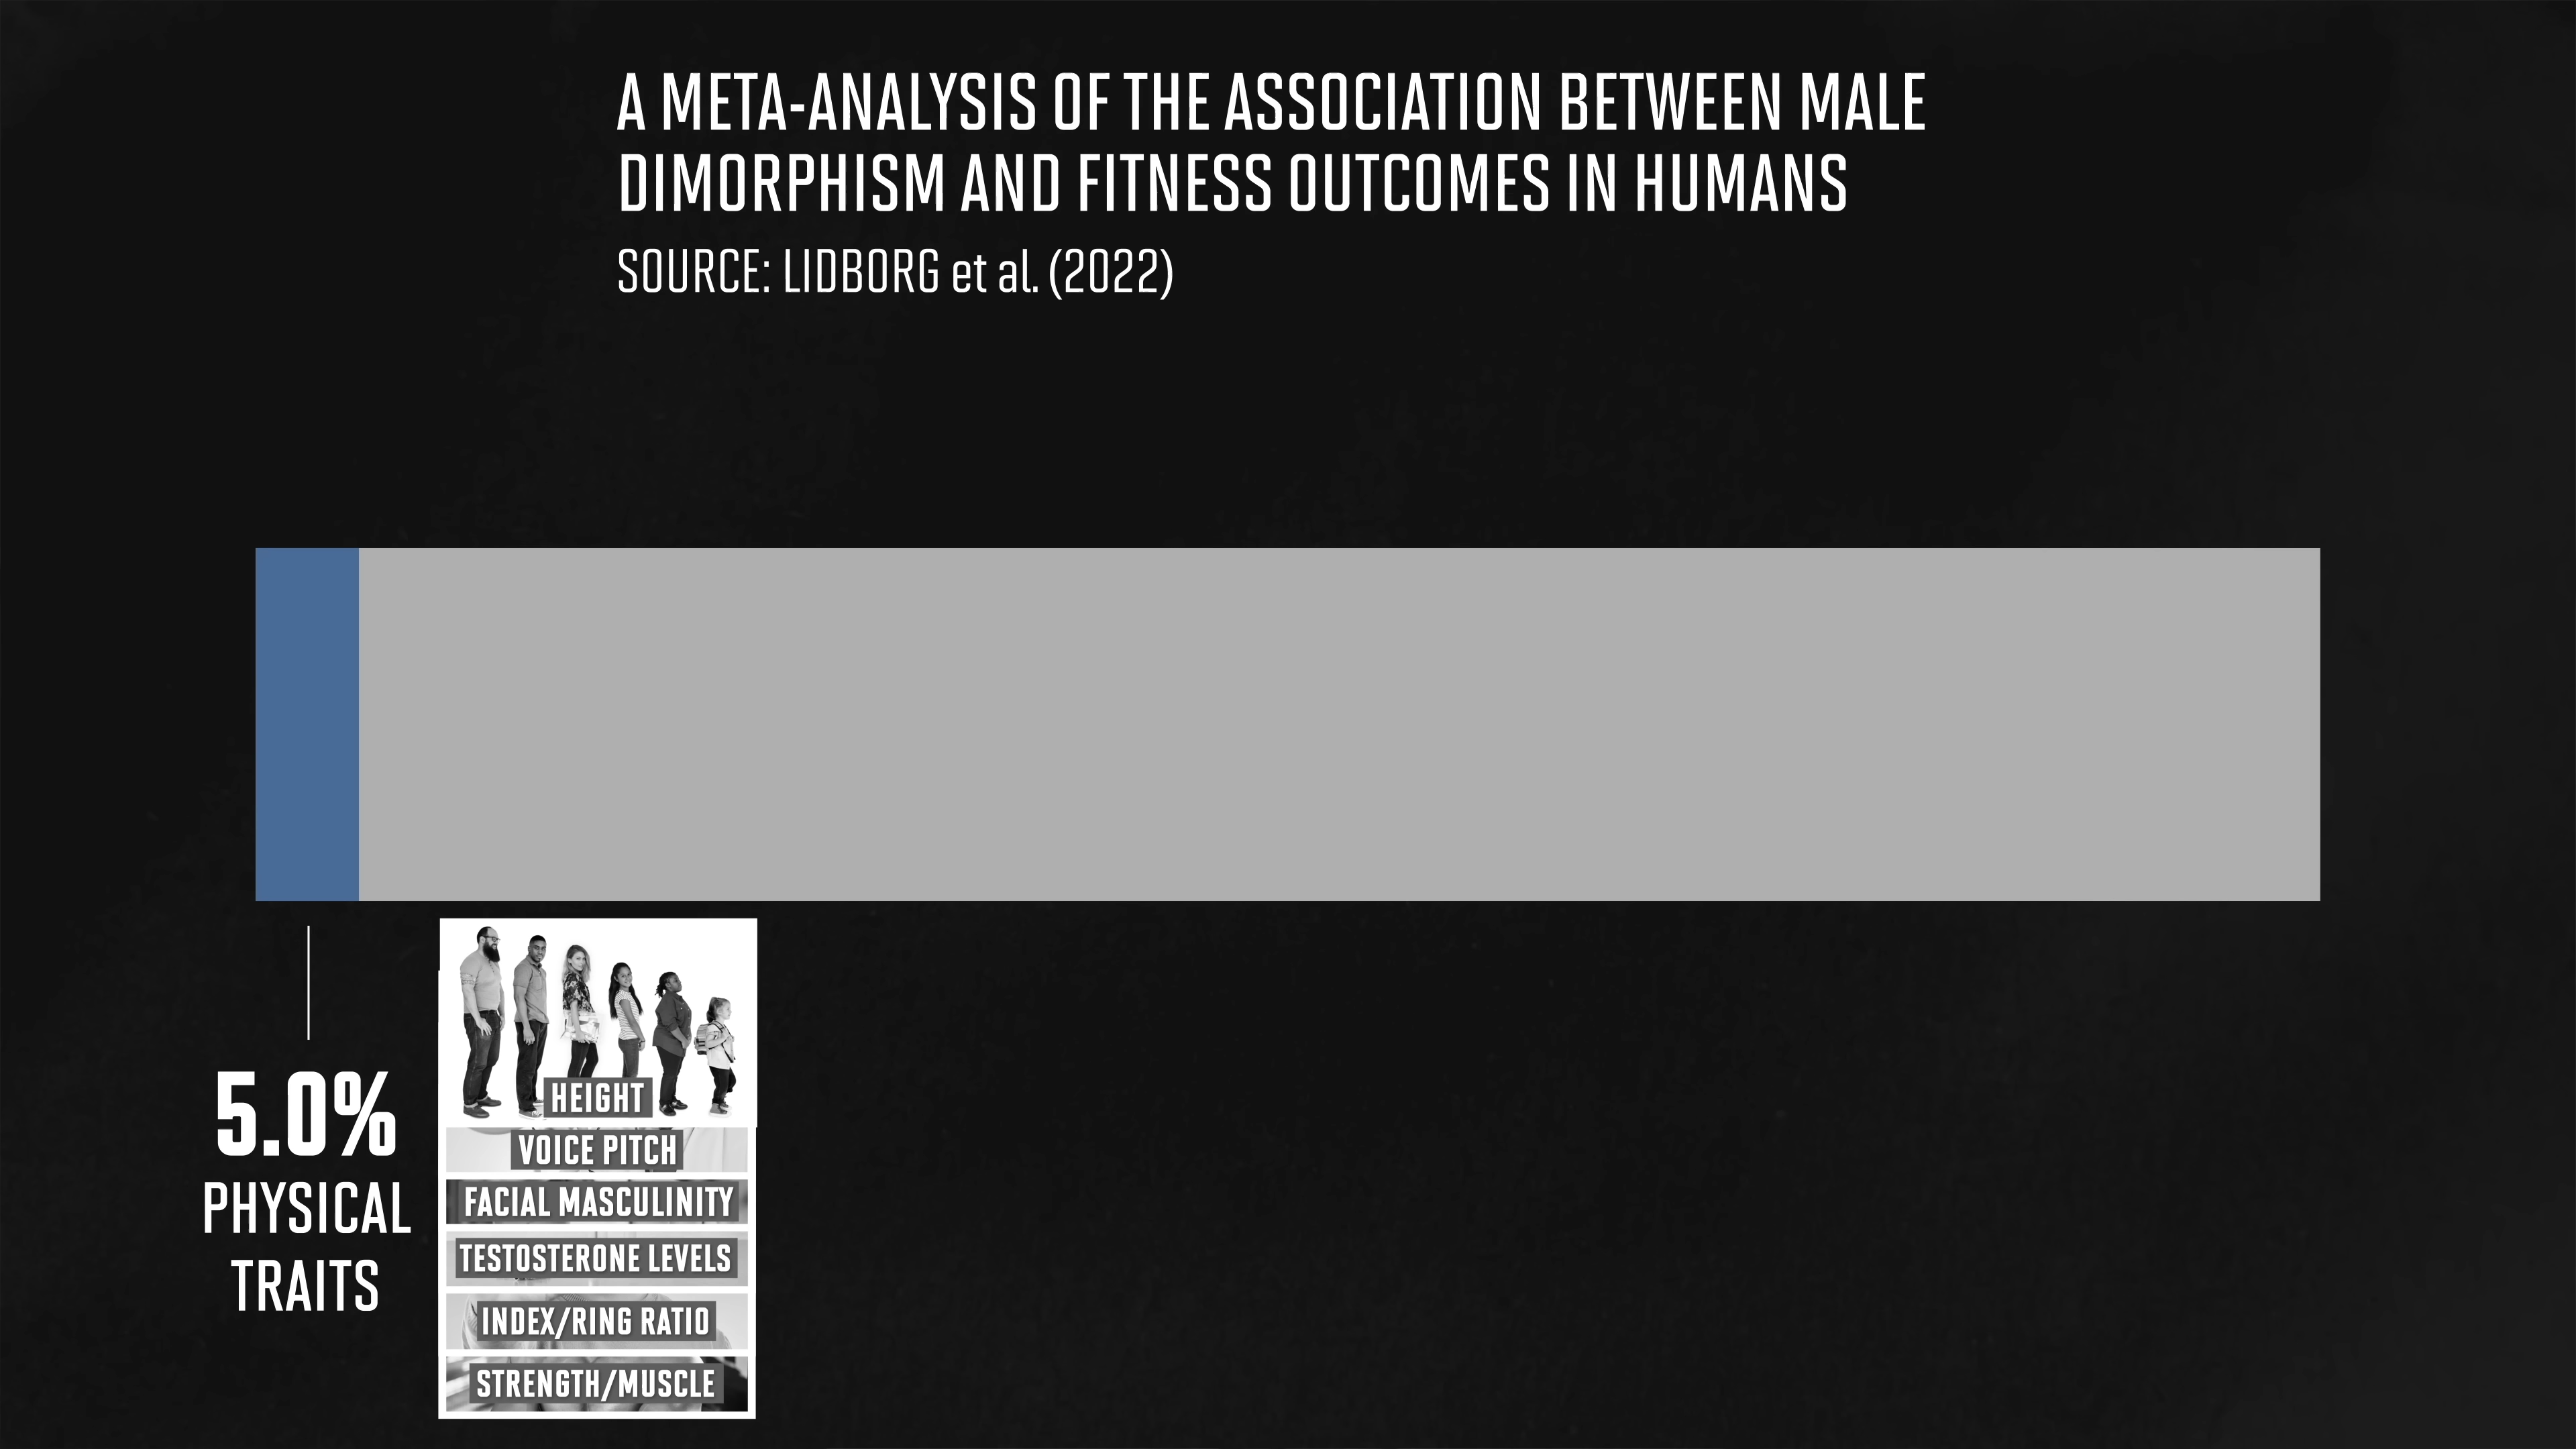 A META-ANALYSIS OF THE ASSOCIATION BETWEEN MALE
DIMORPHISM AND FITNESS OUTCOMES IN HUMANS
SOURCE: LIDBORG et al. (2022)
5.0%
PHYSICAL
TRAITS
HEIGHT
VOICE PITCH
FACIAL MASCULINITY
TESTOSTERONE LEVELS
INDEX/RING RATIO
STRENGTH/MUSCLE